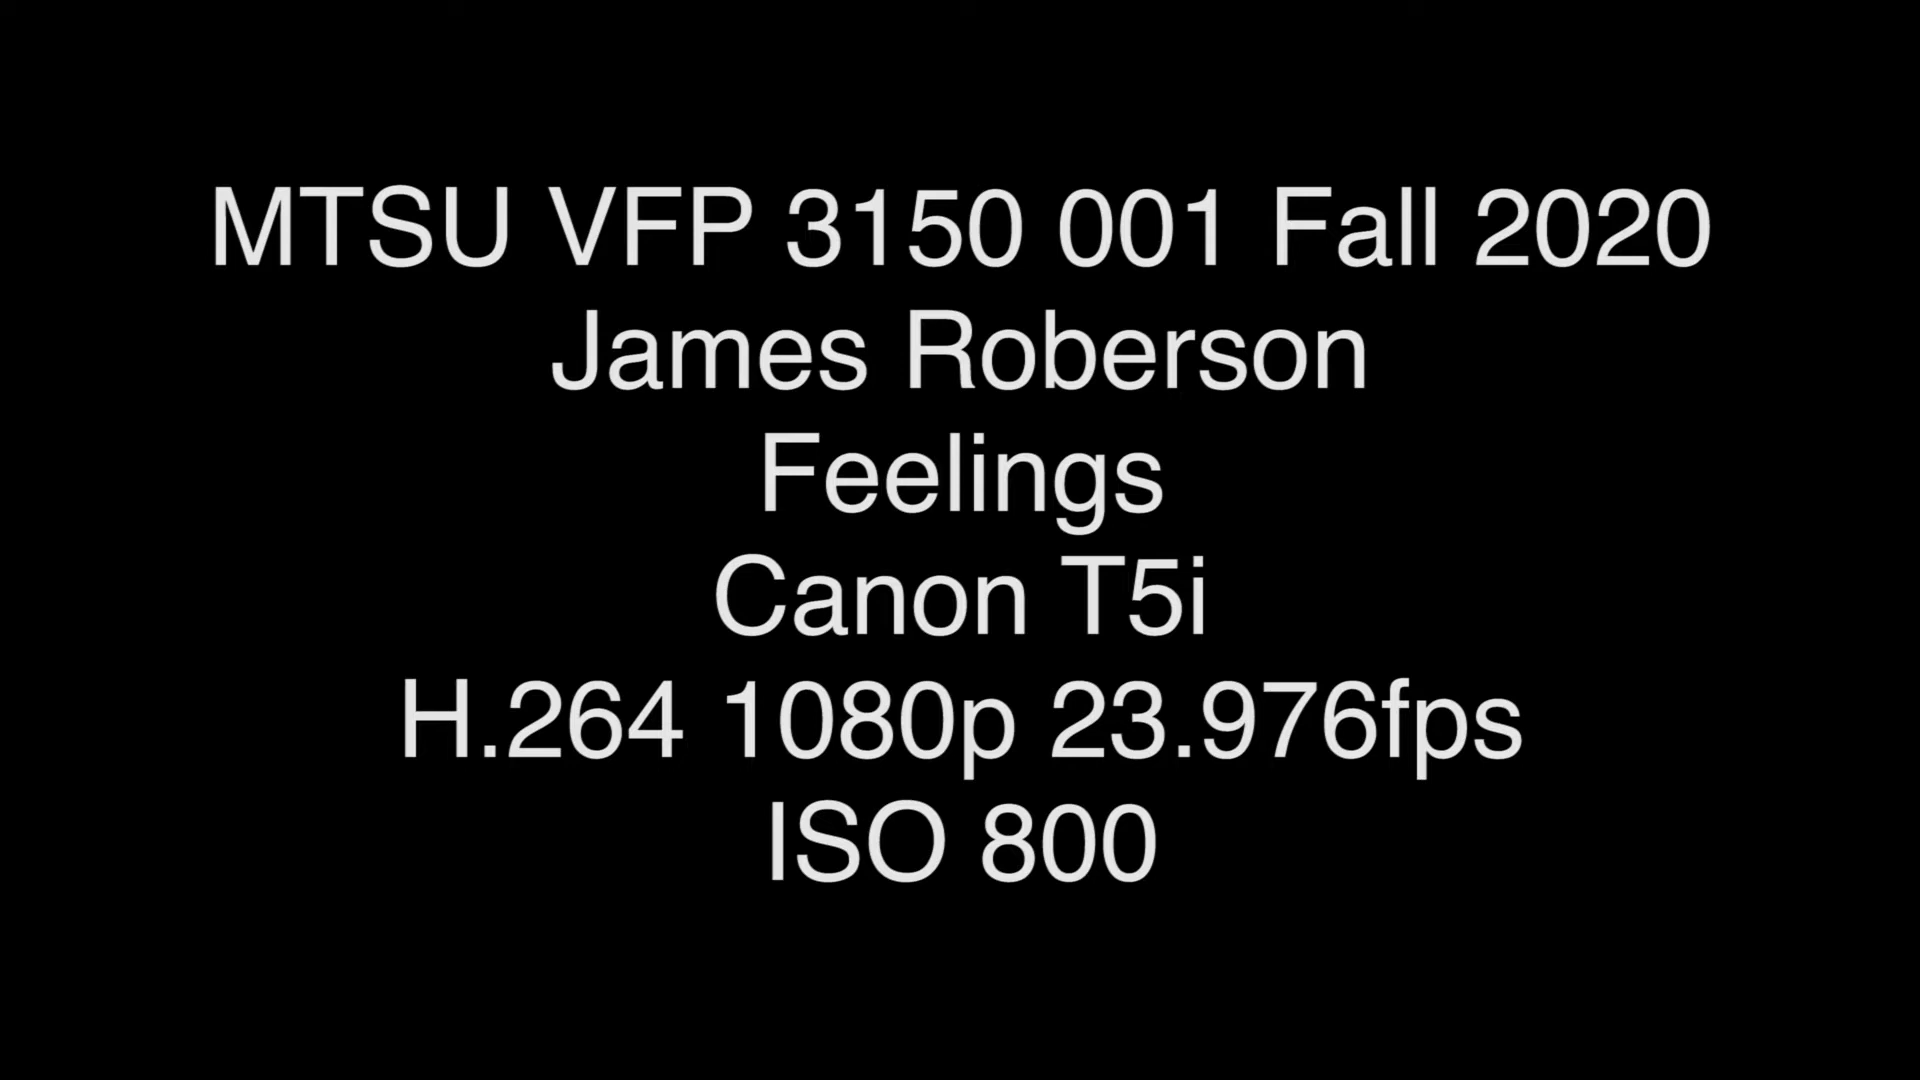 MTSU VFP 3150 001 Fall 2020
James Roberson
Feelings
Canon T5i
H.264 1080p 23.976fps
ISO 800